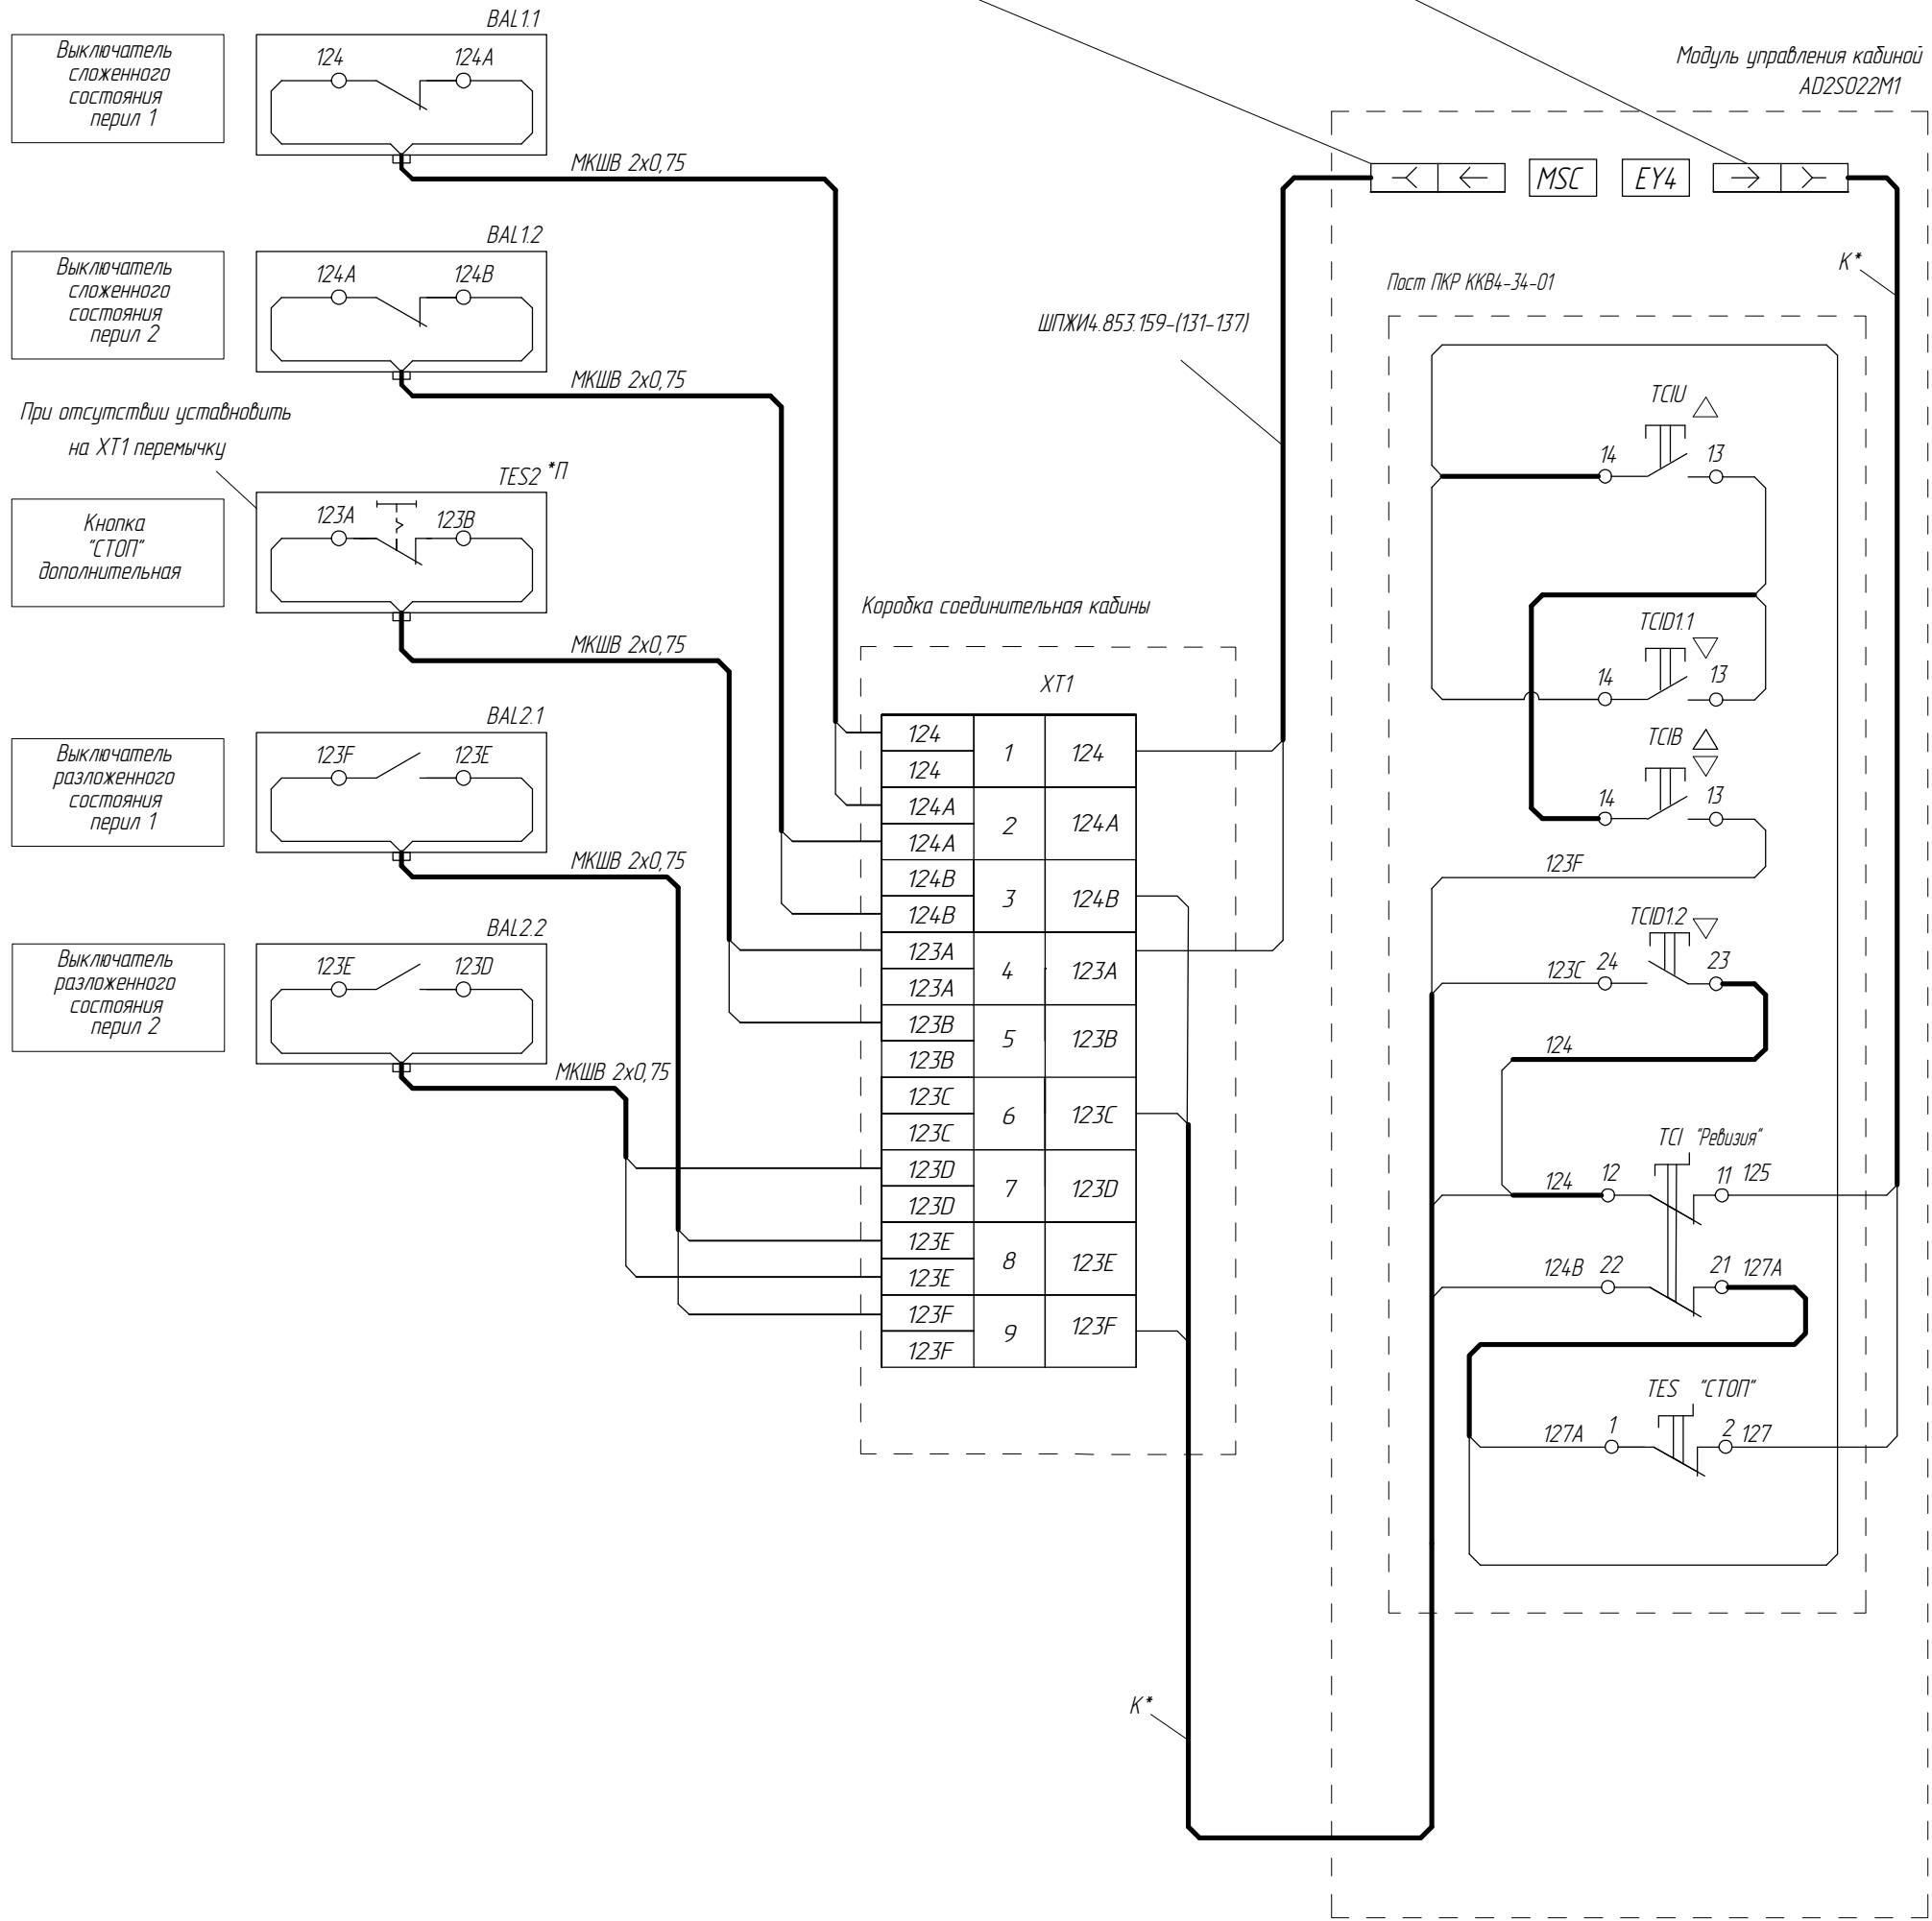 BAL1.1
Выключатель
сложенного
состояния
перил 1
124
124A
МКШВ 2x0,75
BAL1.2
Выключатель
сложенного
состояния
перил 2
124A
124B
МКШВ 2x0,75
При отсутствии уставновить
на XT1 перемычку
TES2 *П
Кнопка
"СТОП"
дополнительная
123A
123B
МКШВ 2x0,75
BAL2.1
Выключатель
разложенного
состояния
перил 1
123F
123E
МКШВ 2x0,75
BAL2.2
Выключатель
разложенного
состояния
перил 2
123E
123D
МКШВ 2x0,75
Коробка соединительная кабины
XT1
124
124
1
124
124A
124A
2
124A
124B
124B
3
124B
123A
123A
4
123A
123B
123B
5
123B
123C
123C
6
123C
123D
123D
7
123D
123E
123E
8
123E
123F
123F
9
123F
ШПЖИ4.853.159-(131-137)
K*
Модуль управления кабиной
AD2S022M1
MSC
EY4
K*
Пост ПКР ККВ4-34-01
TCIU
14
13
TCID1.1
14
13
TCIB
14
13
123F
TCID1.2
123C
24
23
124
TCI "Ревизия"
124
12
11
125
124B
22
21
127A
TES "СТОП"
127A
1
2
127